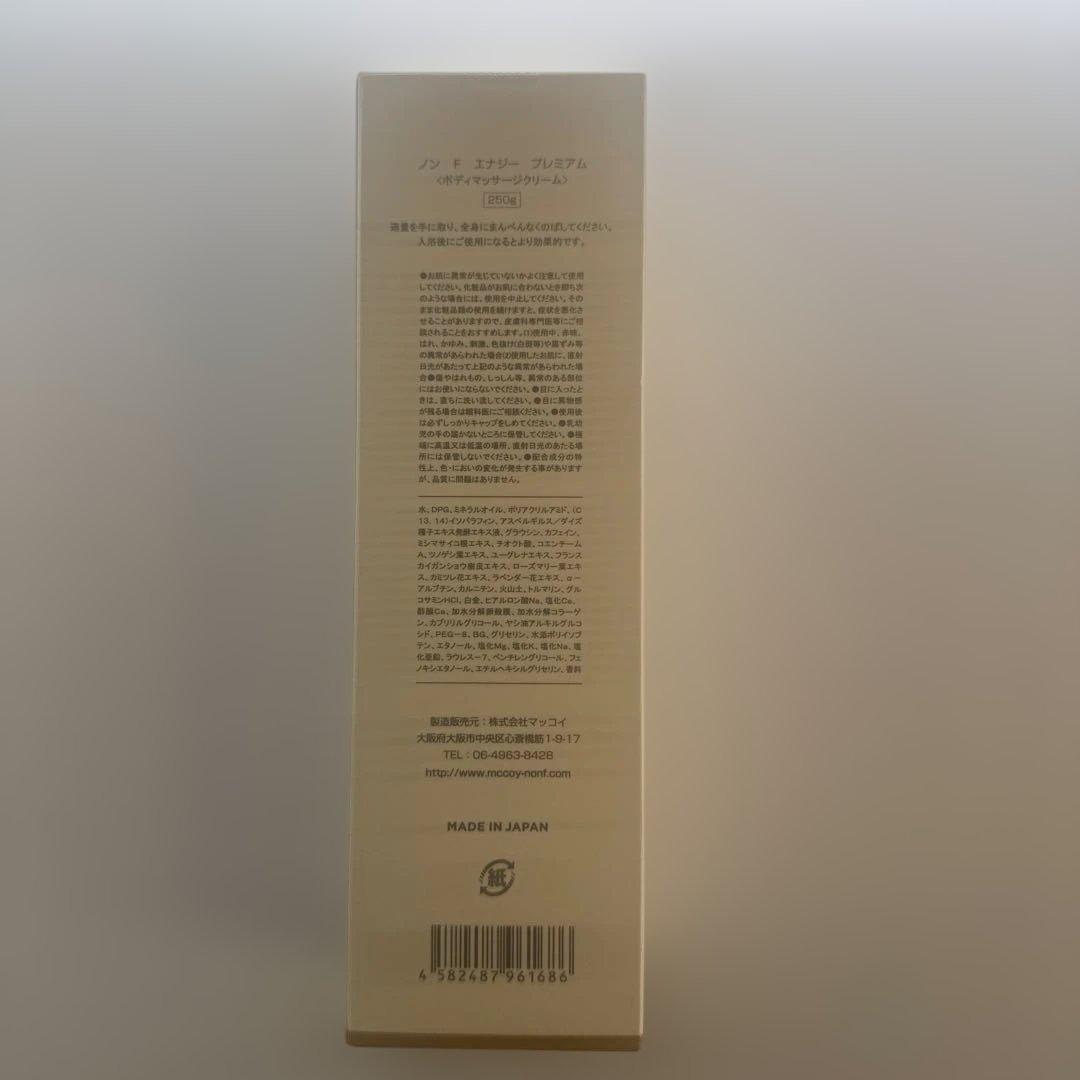 ノン F エナジー プレミアム
〈ボディマッサージクリーム〉
250g
適量を手に取り、全身にまんべんなくのばしてください。
入浴後にご使用になるとより効果的です。
●お肌に異常が生じていないかよく注意して使用
してください。化粧品がお肌に合わないとき即ち次
のような場合には、使用を中止してください。その
まま化粧品類の使用を続けますと、症状を悪化さ
せることがありますので、皮膚科専門医等にご相
談されることをおすすめします。(1)使用中、赤味、
はれ、かゆみ、刺激、色抜け(白斑等)や黒ずみ等
の異常があらわれた場合(2)使用したお肌に、直射
日光があたって上記のような異常があらわれた場
合●傷やはれもの、しっしん等、異常のある部位
にはお使いにならないでください。●目に入ったと
きは、直ちに洗い流してください。●目に異物感
が残る場合は眼科医にご相談ください。●使用後
は必ずしっかりキャップをしめてください。●乳幼
児の手の届かないところに保管してください。●極
端に高温又は低温の場所、直射日光のあたる場
所には保管しないでください。●配合成分の特
性上、色・においの変化が発生する事があります
が、品質に問題はありません。
水、DPG、ミネラルオイル、ポリアクリルアミド、(C
13,14)イソパラフィン、アスペルギルス/ダイズ
種子エキス発酵エキス液、グラウシン、カフェイン、
ミシマサイコ根エキス、チオクト酸、コエンチーム
A、ツノゲシ葉エキス、ユーグレナエキス、フランス
カイガンショウ樹皮エキス、ローズマリー葉エキ
ス、カミツレ花エキス、ラベンダー花エキス、α-
アルブチン、カルニチン、火山土、トルマリン、グル
コサミンHCl、白金、ヒアルロン酸Na、塩化Ca、
酢酸Ca、加水分解卵殻膜、加水分解コラーゲ
ン、カプリリルグリコール、ヤシ油アルキルグルコ
シド、PEG-8、BG、グリセリン、水添ポリイソブ
テン、エタノール、塩化Mg、塩化K、塩化Na、塩
化亜鉛、ラウレス-7、ペンチレングリコール、フェ
ノキシエタノール、エチルヘキシルグリセリン、香料
製造販売元：株式会社マッコイ
大阪府大阪市中央区心斎橋筋1-9-17
TEL：06-4963-8428
http://www.mccoy-nonf.com
MADE IN JAPAN
紙
4 582487 961686